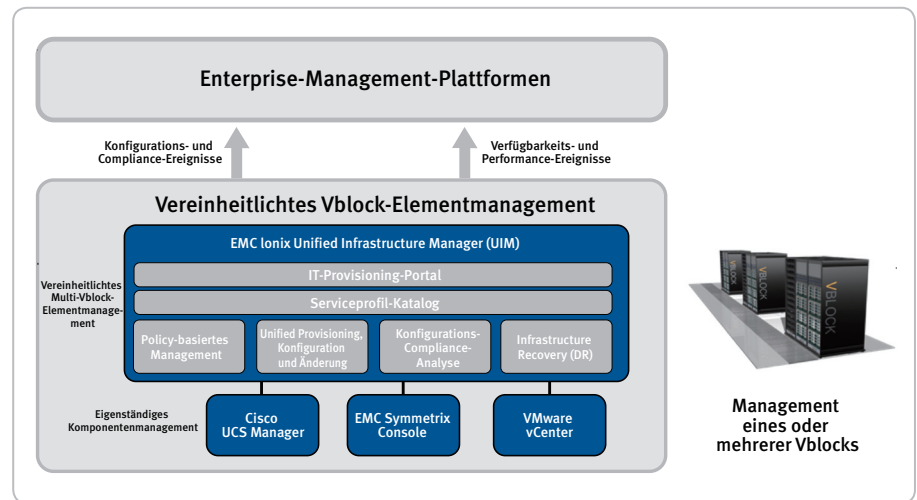 Enterprise-Management-Plattformen
Konfigurations- und
Compliance-Ereignisse
Verfügbarkeits- und
Performance-Ereignisse
Vereinheitlichtes Vblock-Elementmanagement
EMC Ionix Unified Infrastructure Manager (UIM)
IT-Provisioning-Portal
Serviceprofil-Katalog
Vereinheitlichtes
Multi-Vblock-
Elementmanage-
ment
Policy-basiertes
Management
Unified Provisioning,
Konfiguration
und Änderung
Konfigurations-
Compliance-
Analyse
Infrastructure
Recovery (DR)
Eigenständiges
Komponentenmanagement
Cisco
UCS Manager
EMC Symmetrix
Console
VMware
vCenter
VBLOCK
VBLOCK
VBLOCK
Management
eines oder
mehrerer Vblocks